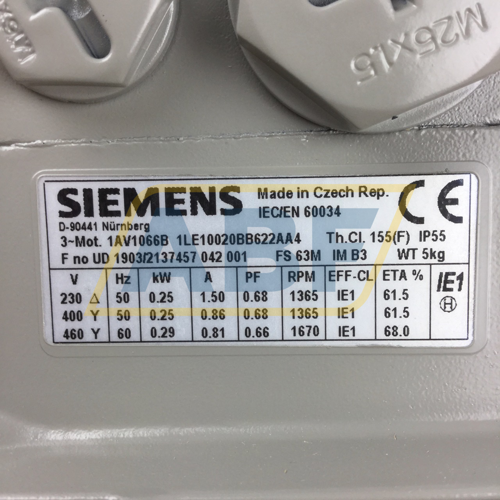 M25x1.5
SIEMENS
Made in Czech Rep.
CE
D-90441 Nürnberg
IEC/EN 60034
3~Mot. 1AV1066B 1LE10020BB622AA4 Th.Cl. 155(F) IP55
F no UD 1903/2137457 042 001 FS 63M IM B3 WT 5kg
V Hz kW A PF RPM EFF-CL ETA % IE1
230 Δ 50 0.25 1.50 0.68 1365 IE1 61.5 H
400 Y 50 0.25 0.86 0.68 1365 IE1 61.5
460 Y 60 0.29 0.81 0.66 1670 IE1 68.0
ABF